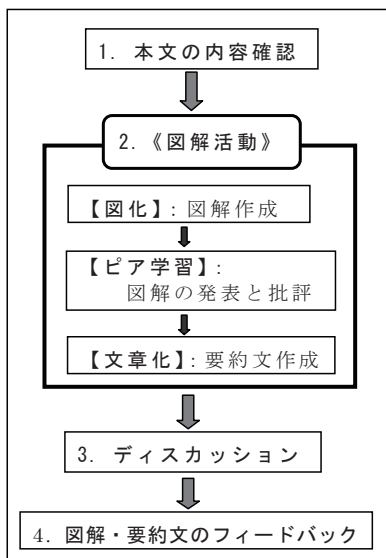 1. 本文の内容確認
2.《図解活動》
【図化】: 図解作成
【ピア学習】:
図解の発表と批評
【文章化】: 要約文作成
3. ディスカッション
4. 図解・要約文のフィードバック